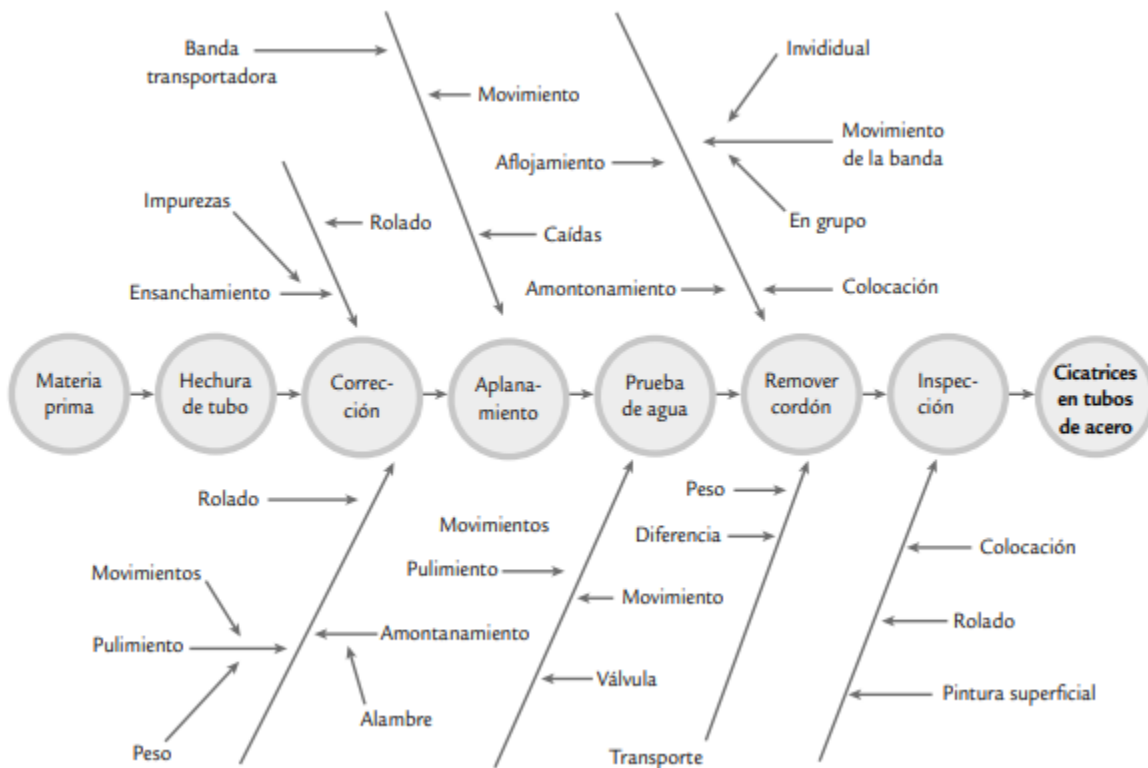 Banda
transportadora
Movimiento
Invididual
Movimiento
de la banda
Aflojamiento
En grupo
Impurezas
Rolado
Caídas
Ensanchamiento
Amontonamiento
Colocación
Materia
prima
Hechura
de tubo
Correc-
ción
Aplana-
miento
Prueba
de agua
Remover
cordón
Inspec-
ción
Cicatrices
en tubos
de acero
Rolado
Movimientos
Peso
Diferencia
Colocación
Movimientos
Pulimiento
Movimiento
Rolado
Pulimiento
Amontanamiento
Válvula
Pintura superficial
Alambre
Peso
Transporte